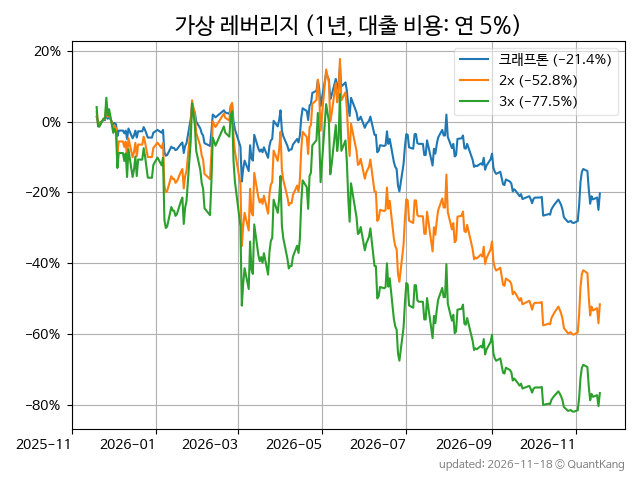 가상 레버리지 (1년, 대출 비용: 연 5%)
크래프톤 (-21.4%)
2x (-52.8%)
3x (-77.5%)
20%
0%
-20%
-40%
-60%
-80%
2025-11 2026-01 2026-03 2026-05 2026-07 2026-09 2026-11
updated: 2026-11-18 © QuantKang